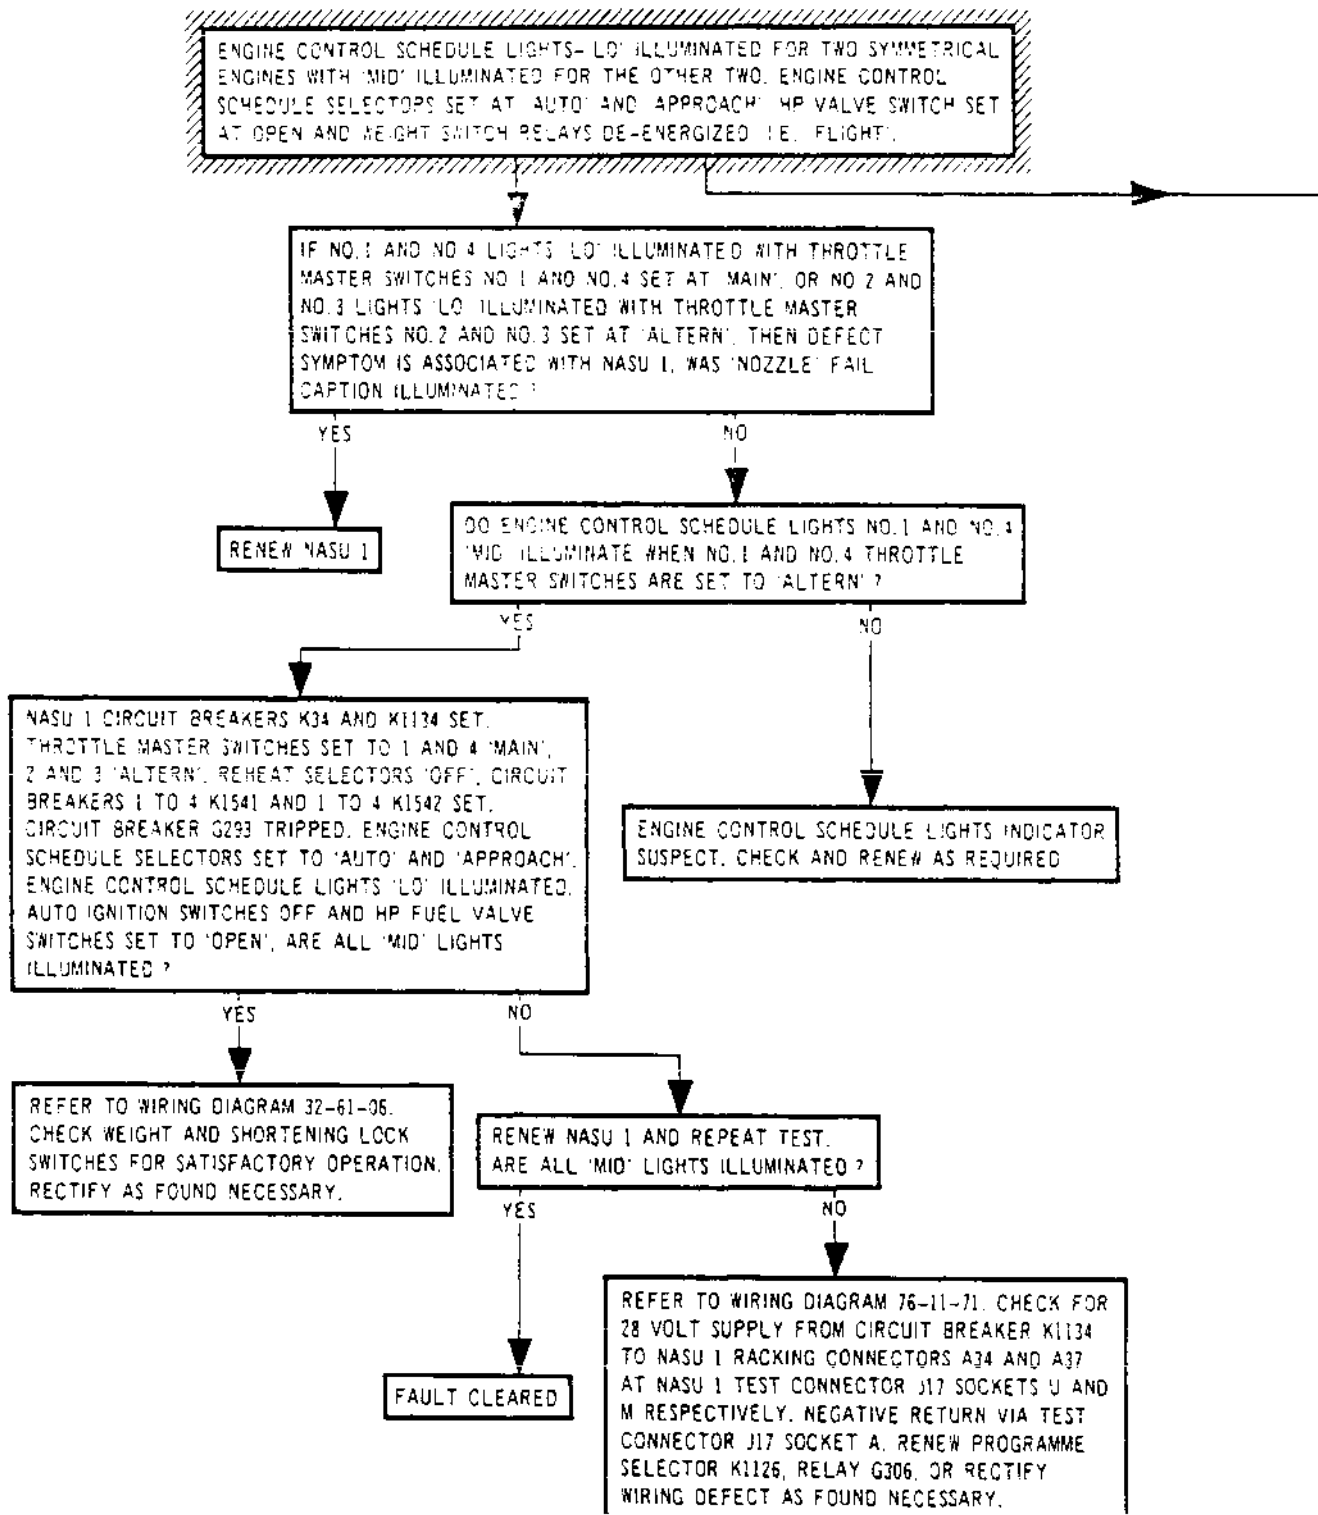 ENGINE CONTROL SCHEDULE LIGHTS- 'LO' ILLUMINATED FOR TWO SYMMETRICAL
ENGINES WITH 'MID' ILLUMINATED FOR THE OTHER TWO. ENGINE CONTROL
SCHEDULE SELECTORS SET AT 'AUTO' AND 'APPROACH' HP VALVE SWITCH SET
AT OPEN AND WEIGHT SWITCH RELAYS DE-ENERGIZED I.E. FLIGHT'.
IF NO.1 AND NO 4 LIGHTS 'LO' ILLUMINATED WITH THROTTLE
MASTER SWITCHES NO 1 AND NO.4 SET AT 'MAIN', OR NO 2 AND
NO.3 LIGHTS 'LO' ILLUMINATED WITH THROTTLE MASTER
SWITCHES NO.2 AND NO.3 SET AT 'ALTERN', THEN DEFECT
SYMPTOM IS ASSOCIATED WITH NASU 1, WAS 'NOZZLE' FAIL
CAPTION ILLUMINATED ?
YES NO
RENEW NASU 1
DO ENGINE CONTROL SCHEDULE LIGHTS NO.1 AND NO.4
'MID' ILLUMINATE WHEN NO.1 AND NO.4 THROTTLE
MASTER SWITCHES ARE SET TO 'ALTERN' ?
YES NO
NASU 1 CIRCUIT BREAKERS K34 AND K1134 SET.
THROTTLE MASTER SWITCHES SET TO 1 AND 4 'MAIN',
2 AND 3 'ALTERN'. REHEAT SELECTORS 'OFF', CIRCUIT
BREAKERS 1 TO 4 K1541 AND 1 TO 4 K1542 SET.
CIRCUIT BREAKER G293 TRIPPED. ENGINE CONTROL
SCHEDULE SELECTORS SET TO 'AUTO' AND 'APPROACH'.
ENGINE CONTROL SCHEDULE LIGHTS 'LO' ILLUMINATED.
AUTO IGNITION SWITCHES OFF AND HP FUEL VALVE
SWITCHES SET TO 'OPEN', ARE ALL 'MID' LIGHTS
ILLUMINATED ?
ENGINE CONTROL SCHEDULE LIGHTS INDICATOR
SUSPECT. CHECK AND RENEW AS REQUIRED
YES NO
REFER TO WIRING DIAGRAM 32-61-06.
CHECK WEIGHT AND SHORTENING LOCK
SWITCHES FOR SATISFACTORY OPERATION.
RECTIFY AS FOUND NECESSARY.
RENEW NASU 1 AND REPEAT TEST.
ARE ALL 'MID' LIGHTS ILLUMINATED ?
YES NO
FAULT CLEARED
REFER TO WIRING DIAGRAM 76-11-71. CHECK FOR
28 VOLT SUPPLY FROM CIRCUIT BREAKER K1134
TO NASU 1 RACKING CONNECTORS A34 AND A37
AT NASU 1 TEST CONNECTOR J17 SOCKETS U AND
M RESPECTIVELY. NEGATIVE RETURN VIA TEST
CONNECTOR J17 SOCKET A. RENEW PROGRAMME
SELECTOR K1126, RELAY G306, OR RECTIFY
WIRING DEFECT AS FOUND NECESSARY.